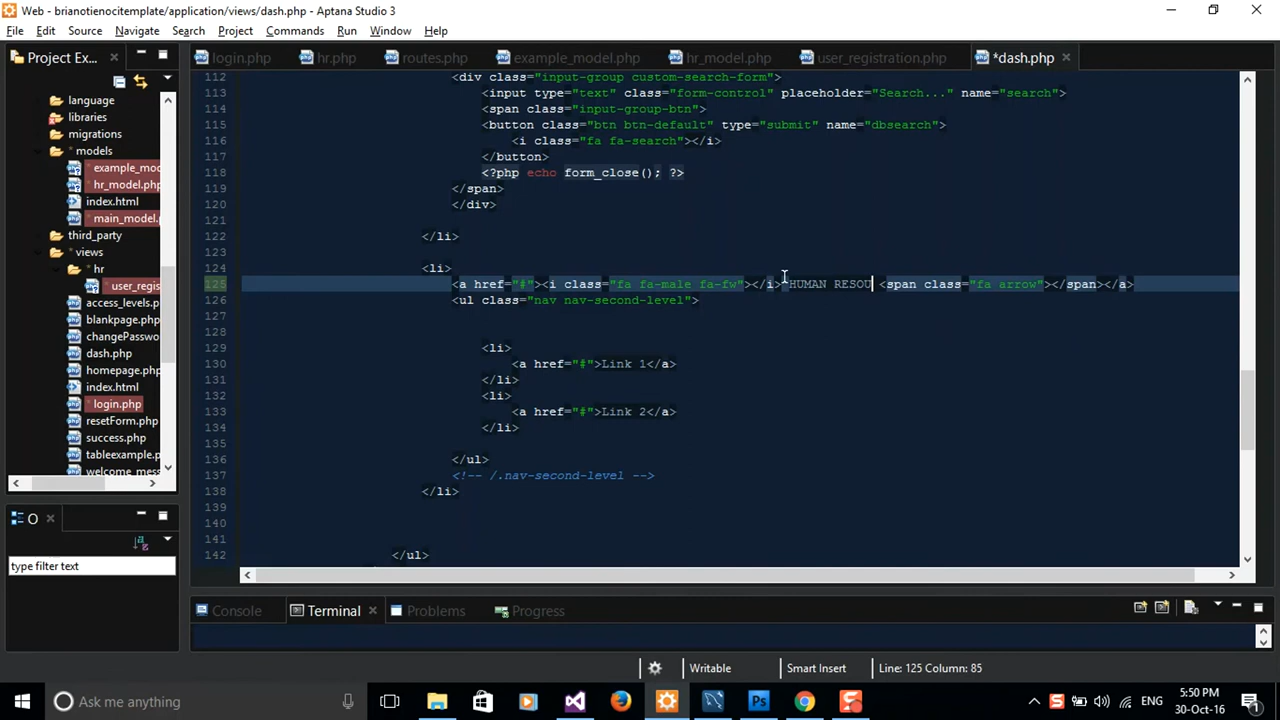 Web - brianotienocitemplate/application/views/dash.php - Aptana Studio 3
File Edit Source Navigate Search Project Commands Run Window Help
Project Ex...
login.php hr.php routes.php example_model.php hr_model.php user_registration.php *dash.php
language
libraries
migrations
models
example_mod
hr_model.php
index.html
main_model.p
third_party
views
hr
user_regis
access_levels.p
blankpage.php
changePasswo
dash.php
homepage.php
index.html
login.php
resetForm.php
success.php
tableexample.p
welcome_mess
O
type filter text
112 <div class="input-group custom-search-form">
113 <input type="text" class="form-control" placeholder="Search..." name="search">
114 <span class="input-group-btn">
115 <button class="btn btn-default" type="submit" name="dbsearch">
116 <i class="fa fa-search"></i>
117 </button>
118 <?php echo form_close(); ?>
119 </span>
120 </div>
121
122 </li>
123
124 <li>
125 <a href="#"><i class="fa fa-male fa-fw"></i> HUMAN RESOU <span class="fa arrow"></span></a>
126 <ul class="nav nav-second-level">
127
128
129 <li>
130 <a href="#">Link 1</a>
131 </li>
132 <li>
133 <a href="#">Link 2</a>
134 </li>
135
136 </ul>
137 <!-- /.nav-second-level -->
138 </li>
139
140
141
142 </ul>
Console Terminal Problems Progress
Writable Smart Insert Line: 125 Column: 85
Ask me anything
ENG
5:50 PM
30-Oct-16